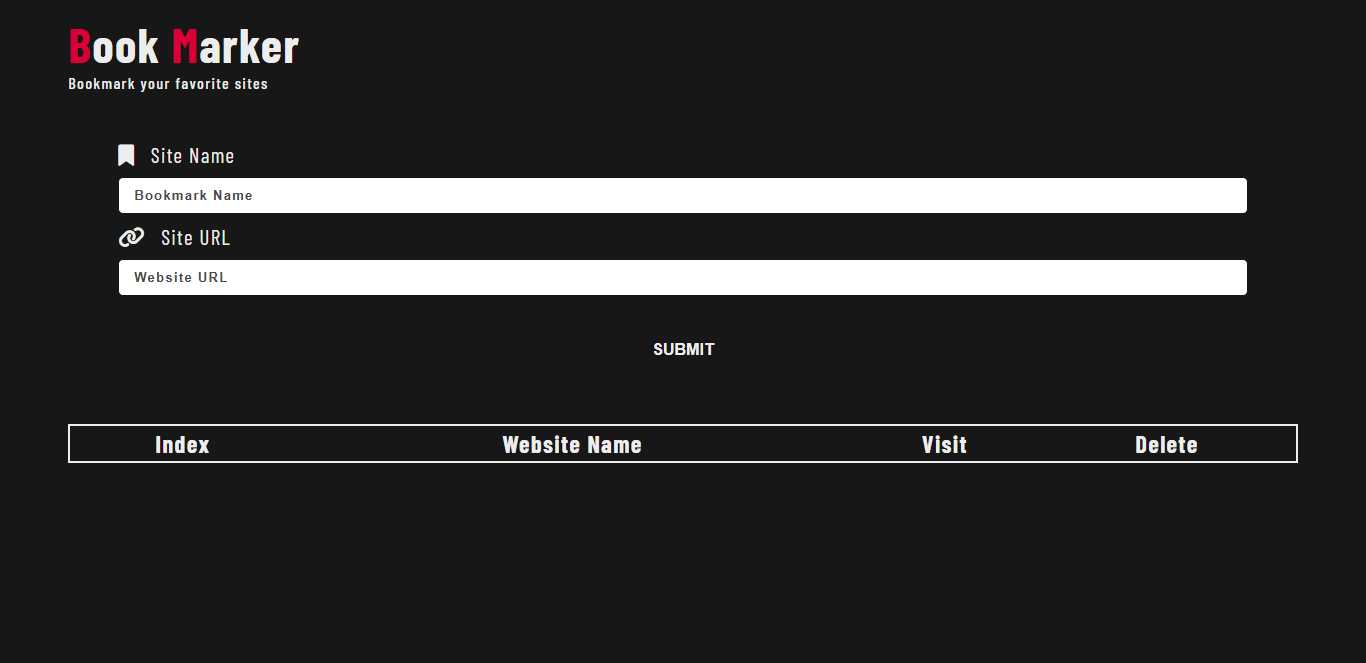 Book Marker
Bookmark your favorite sites
Site Name
Bookmark Name
Site URL
Website URL
SUBMIT
Index Website Name Visit Delete